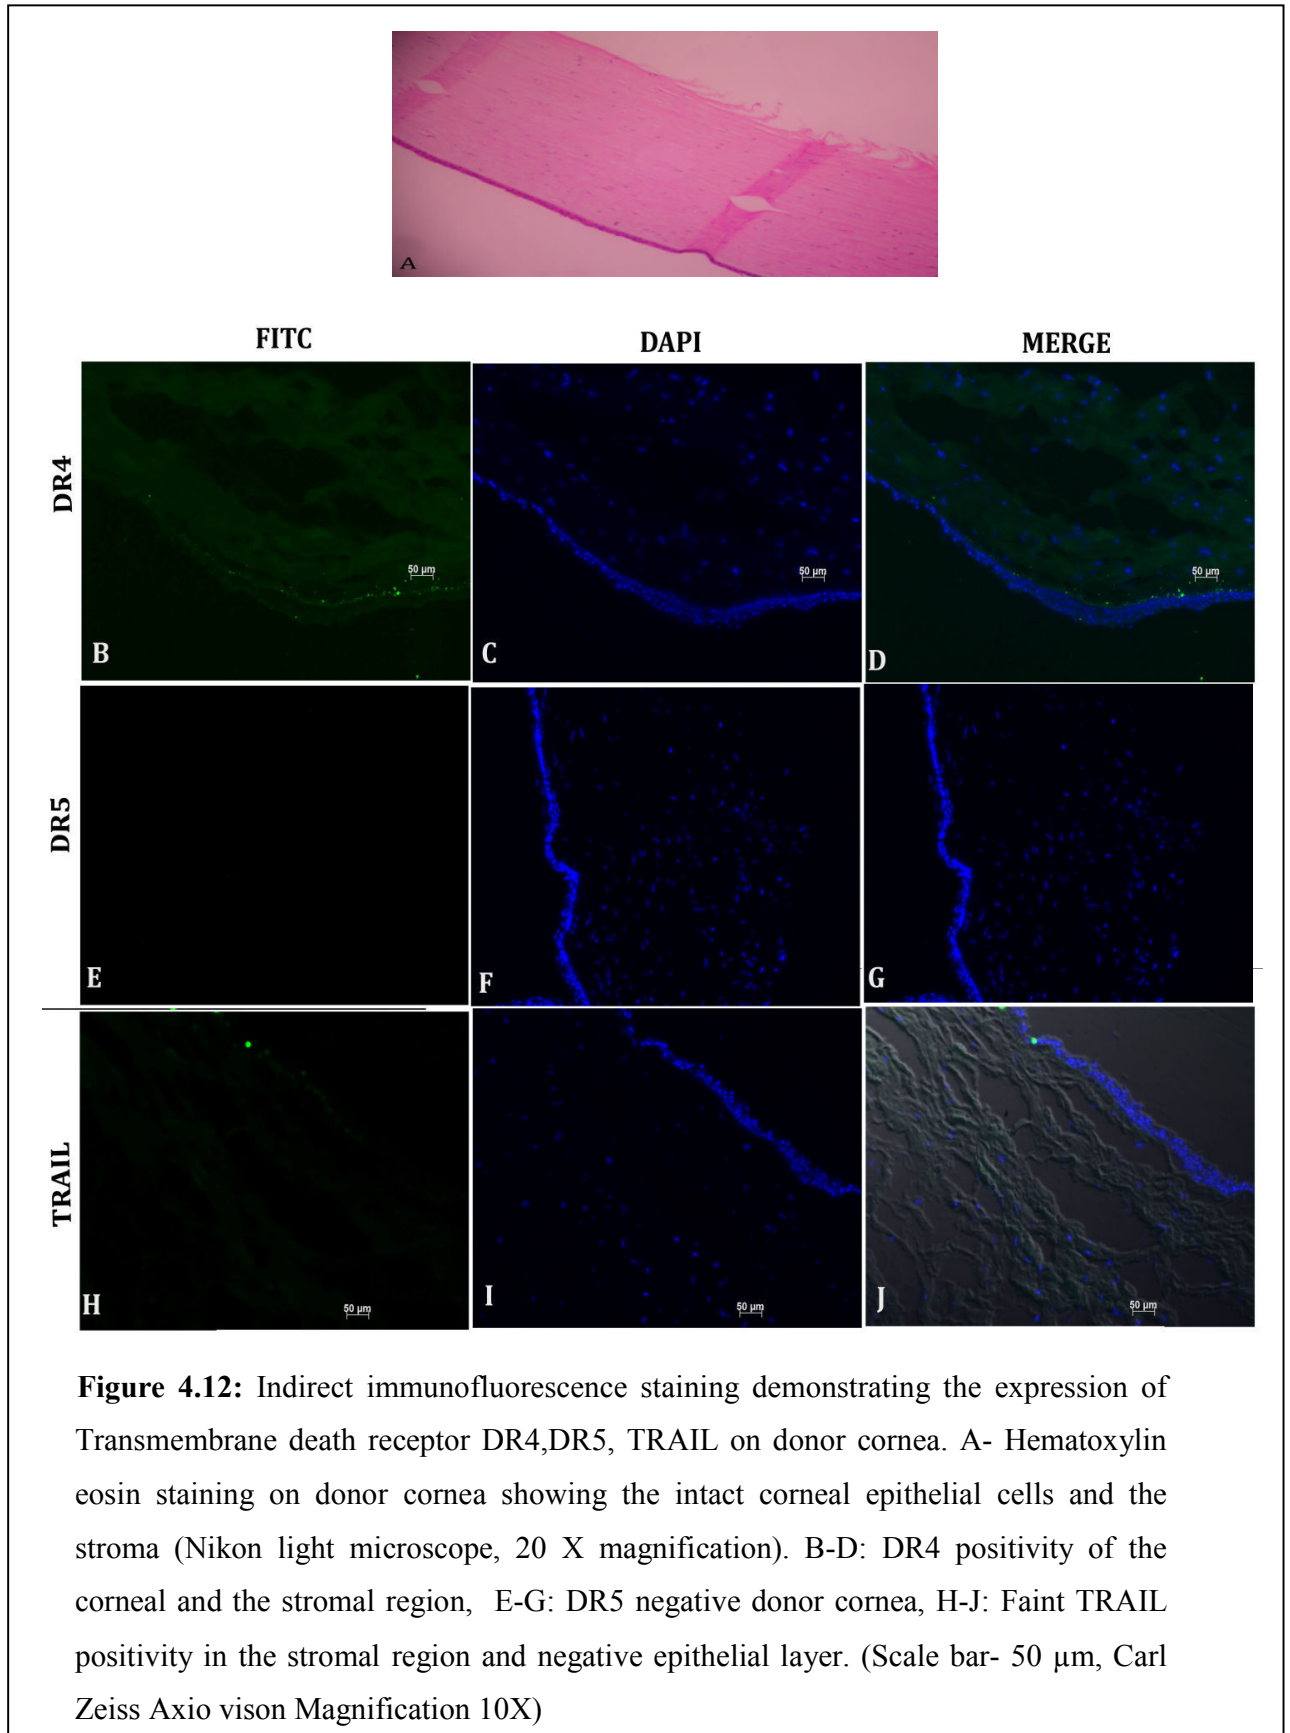 A
FITC DAPI MERGE
DR4
50 µm 50 µm 50 µm
B C D
DR5
E F G
TRAIL
H I J
50 µm 50 µm 50 µm
Figure 4.12: Indirect immunofluorescence staining demonstrating the expression of
Transmembrane death receptor DR4,DR5, TRAIL on donor cornea. A- Hematoxylin
eosin staining on donor cornea showing the intact corneal epithelial cells and the
stroma (Nikon light microscope, 20 X magnification). B-D: DR4 positivity of the
corneal and the stromal region, E-G: DR5 negative donor cornea, H-J: Faint TRAIL
positivity in the stromal region and negative epithelial layer. (Scale bar- 50 µm, Carl
Zeiss Axio vison Magnification 10X)